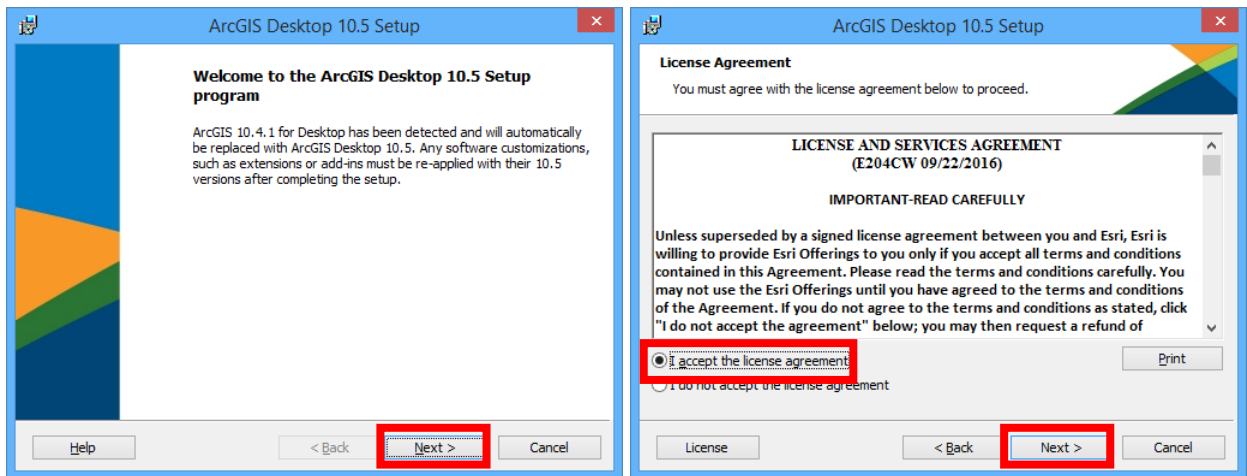 ArcGIS Desktop 10.5 Setup
Welcome to the ArcGIS Desktop 10.5 Setup
program
ArcGIS 10.4.1 for Desktop has been detected and will automatically
be replaced with ArcGIS Desktop 10.5. Any software customizations,
such as extensions or add-ins must be re-applied with their 10.5
versions after completing the setup.
Help
< Back
Next >
Cancel
ArcGIS Desktop 10.5 Setup
License Agreement
You must agree with the license agreement below to proceed.
LICENSE AND SERVICES AGREEMENT
(E204CW 09/22/2016)
IMPORTANT-READ CAREFULLY
Unless superseded by a signed license agreement between you and Esri, Esri is
willing to provide Esri Offerings to you only if you accept all terms and conditions
contained in this Agreement. Please read the terms and conditions carefully. You
may not use the Esri Offerings until you have agreed to the terms and conditions
of the Agreement. If you do not agree to the terms and conditions as stated, click
"I do not accept the agreement" below; you may then request a refund of
I accept the license agreement
Print
I do not accept the license agreement
License
< Back
Next >
Cancel